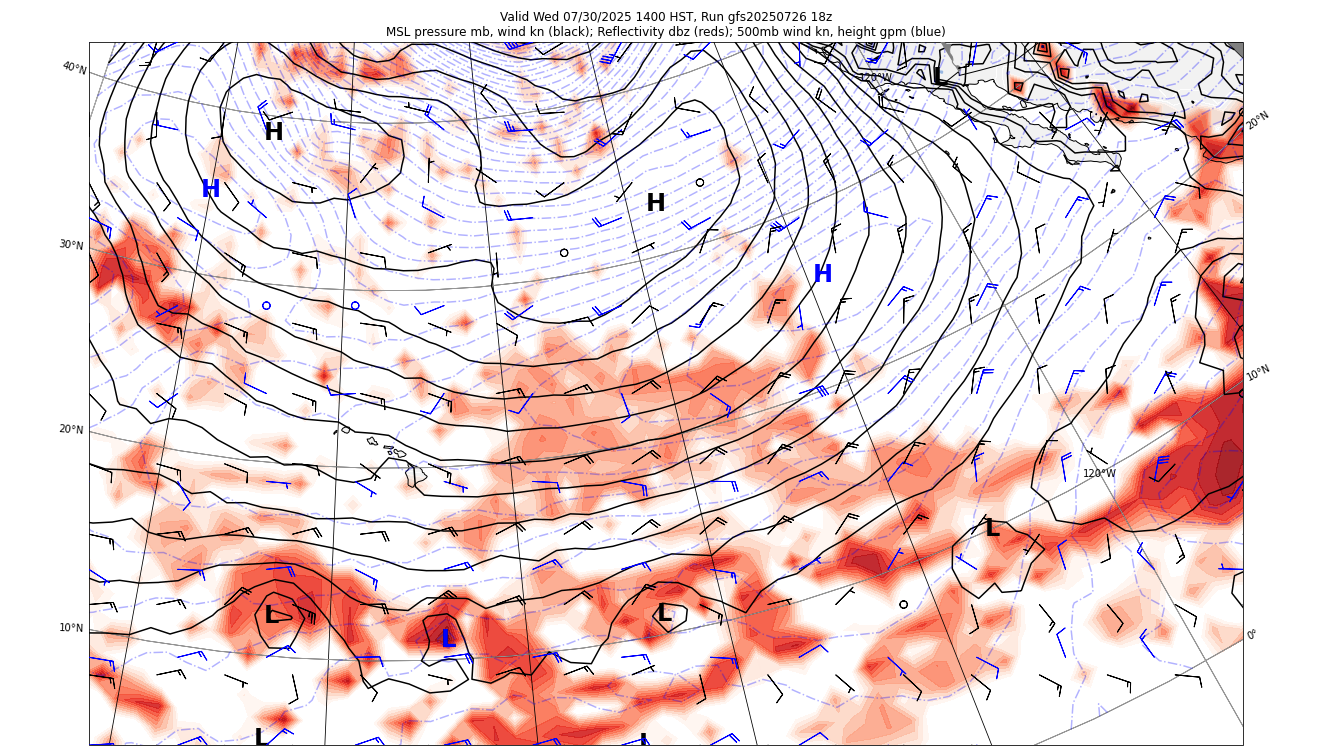 Valid Wed 07/30/2025 1400 HST, Run gfs20250726 18z
MSL pressure mb, wind kn (black); Reflectivity dbz (reds); 500mb wind kn, height gpm (blue)
40°N
120°W
L
20°N
H
H
H
30°N
H
10°N
20°N
120°W
L
10°N
L
L
L
0°
L
L